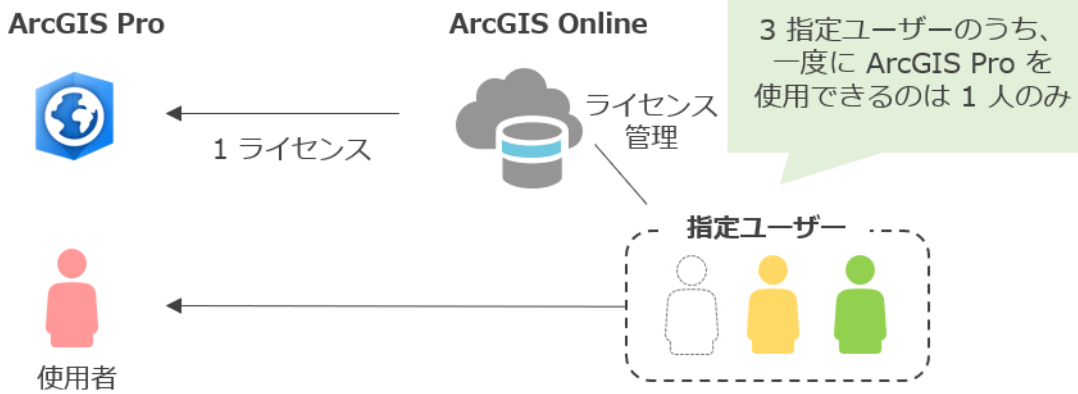 ArcGIS Pro
ArcGIS Online
3 指定ユーザーのうち、
一度に ArcGIS Pro を
使用できるのは 1 人のみ
ライセンス
管理
1 ライセンス
指定ユーザー
使用者